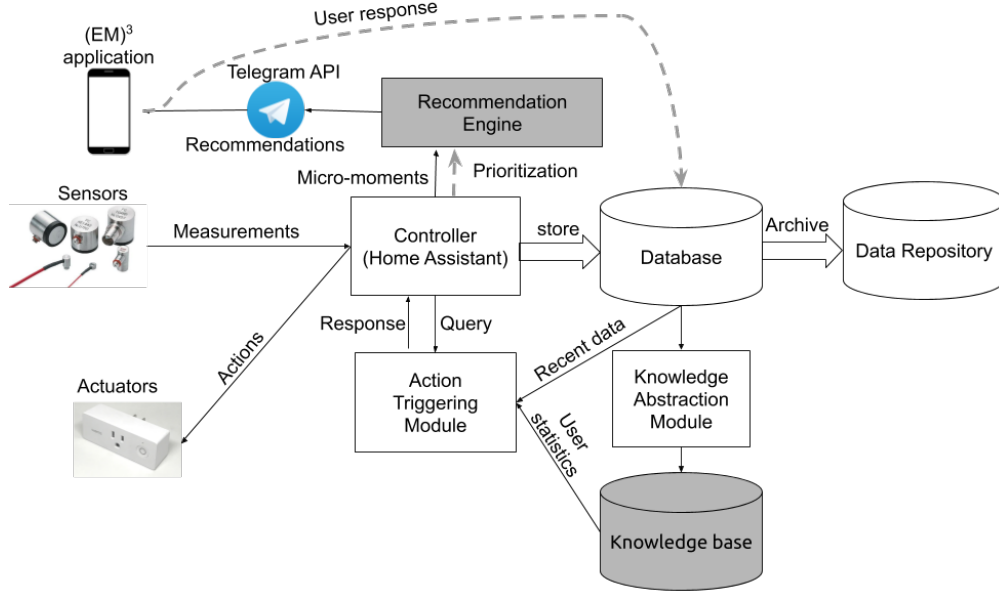 User response
(EM)³
application
Telegram API
Recommendation
Engine
Recommendations
Micro-moments
Prioritization
Sensors
Measurements
Controller
(Home Assistant)
store
Database
Archive
Data Repository
Response
Query
Actions
Recent data
Actuators
Action
Triggering
Module
Knowledge
Abstraction
Module
User
statistics
Knowledge base